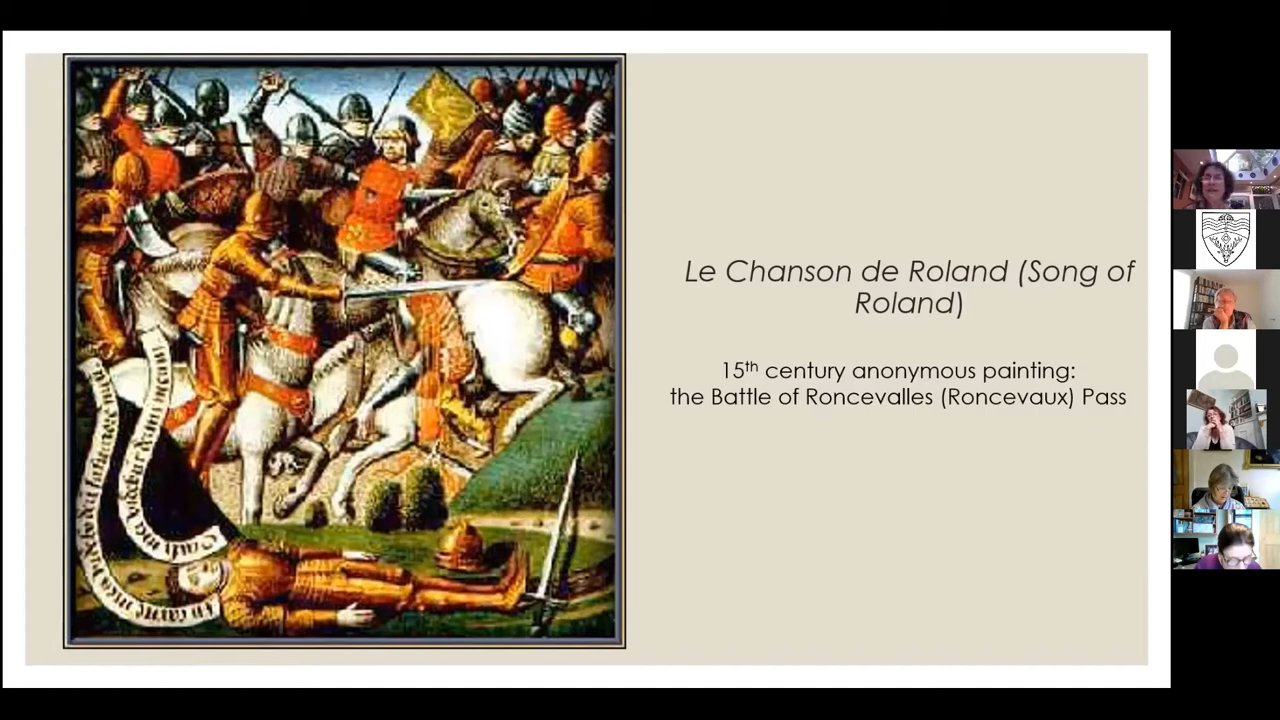 Le Chanson de Roland (Song of
Roland)
15th century anonymous painting:
the Battle of Roncevalles (Roncevaux) Pass